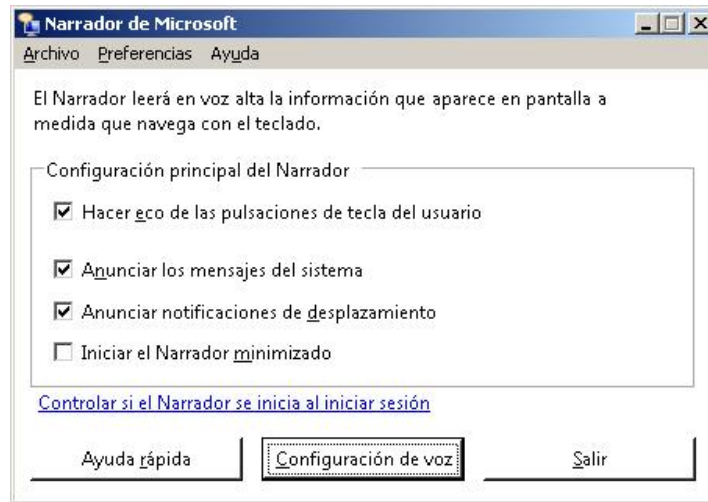 Narrador de Microsoft
Archivo Preferencias Ayuda
El Narrador leerá en voz alta la información que aparece en pantalla a
medida que navega con el teclado.
Configuración principal del Narrador
Hacer eco de las pulsaciones de tecla del usuario
Anunciar los mensajes del sistema
Anunciar notificaciones de desplazamiento
Iniciar el Narrador minimizado
Controlar si el Narrador se inicia al iniciar sesión
Ayuda rápida Configuración de voz Salir